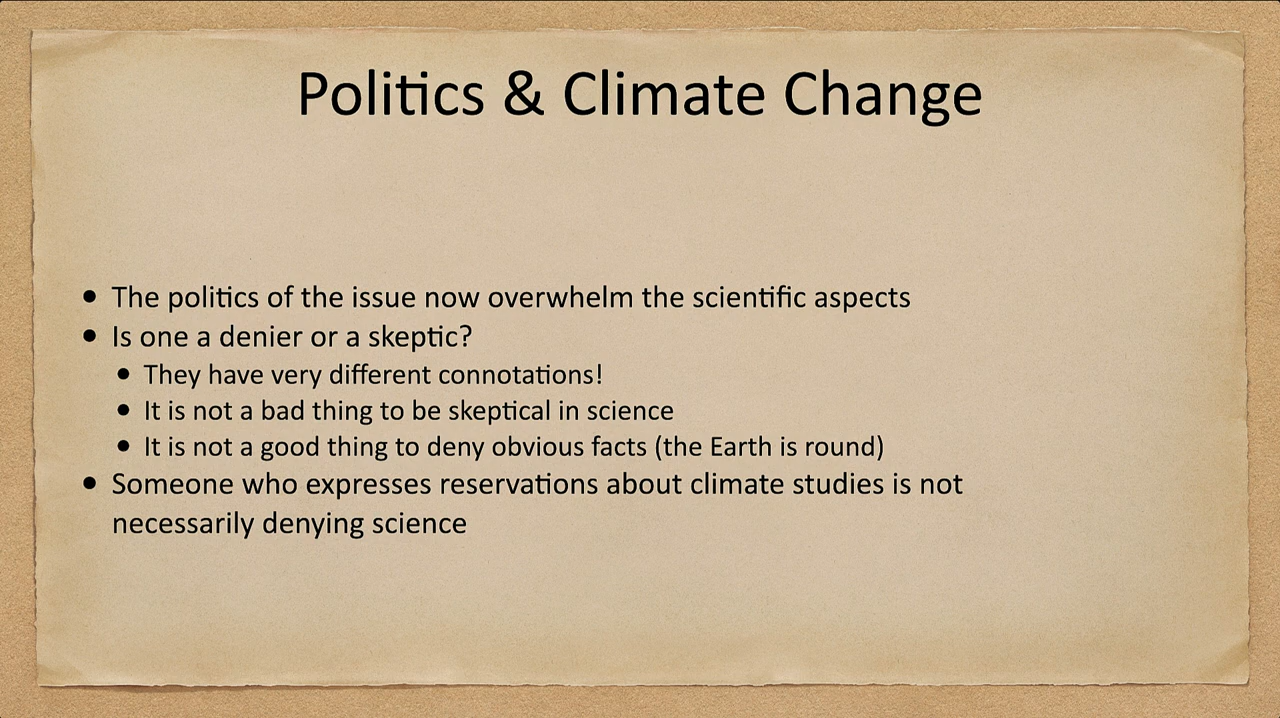 Politics & Climate Change
• The politics of the issue now overwhelm the scientific aspects
• Is one a denier or a skeptic?
• They have very different connotations!
• It is not a bad thing to be skeptical in science
• It is not a good thing to deny obvious facts (the Earth is round)
• Someone who expresses reservations about climate studies is not
necessarily denying science